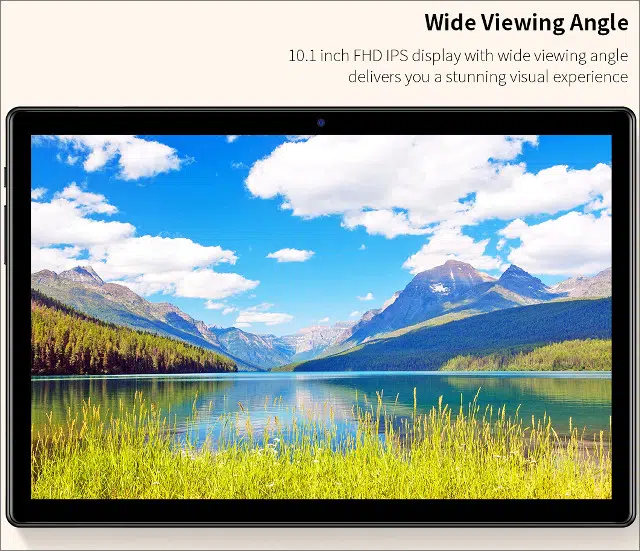 Wide Viewing Angle
10.1 inch FHD IPS display with wide viewing angle
delivers you a stunning visual experience